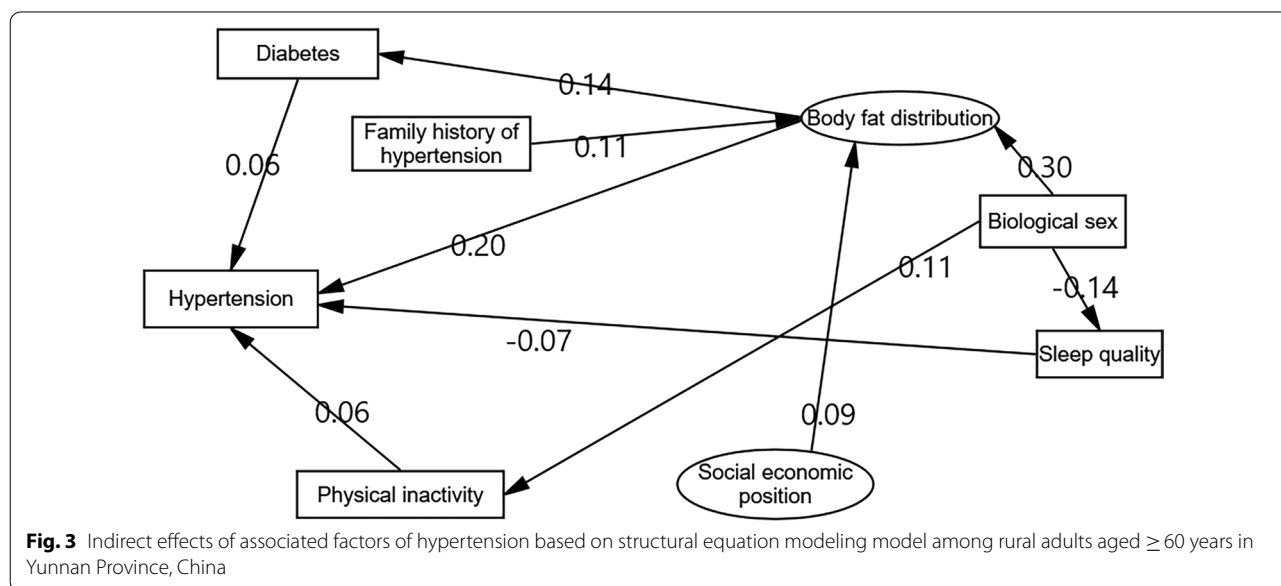 Diabetes
0.14
Body fat distribution
Family history of
hypertension
0.11
0.06
0.30
Biological sex
0.20
0.11
Hypertension
-0.14
-0.07
Sleep quality
0.06
0.09
Social economic
position
Physical inactivity
Fig. 3 Indirect effects of associated factors of hypertension based on structural equation modeling model among rural adults aged ≥ 60 years in
Yunnan Province, China